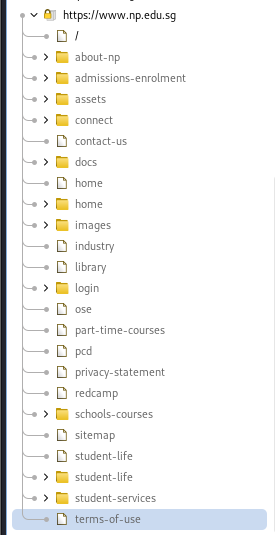 https://www.np.edu.sg
/
about-np
admissions-enrolment
assets
connect
contact-us
docs
home
home
images
industry
library
login
ose
part-time-courses
pcd
privacy-statement
redcamp
schools-courses
sitemap
student-life
student-life
student-services
terms-of-use